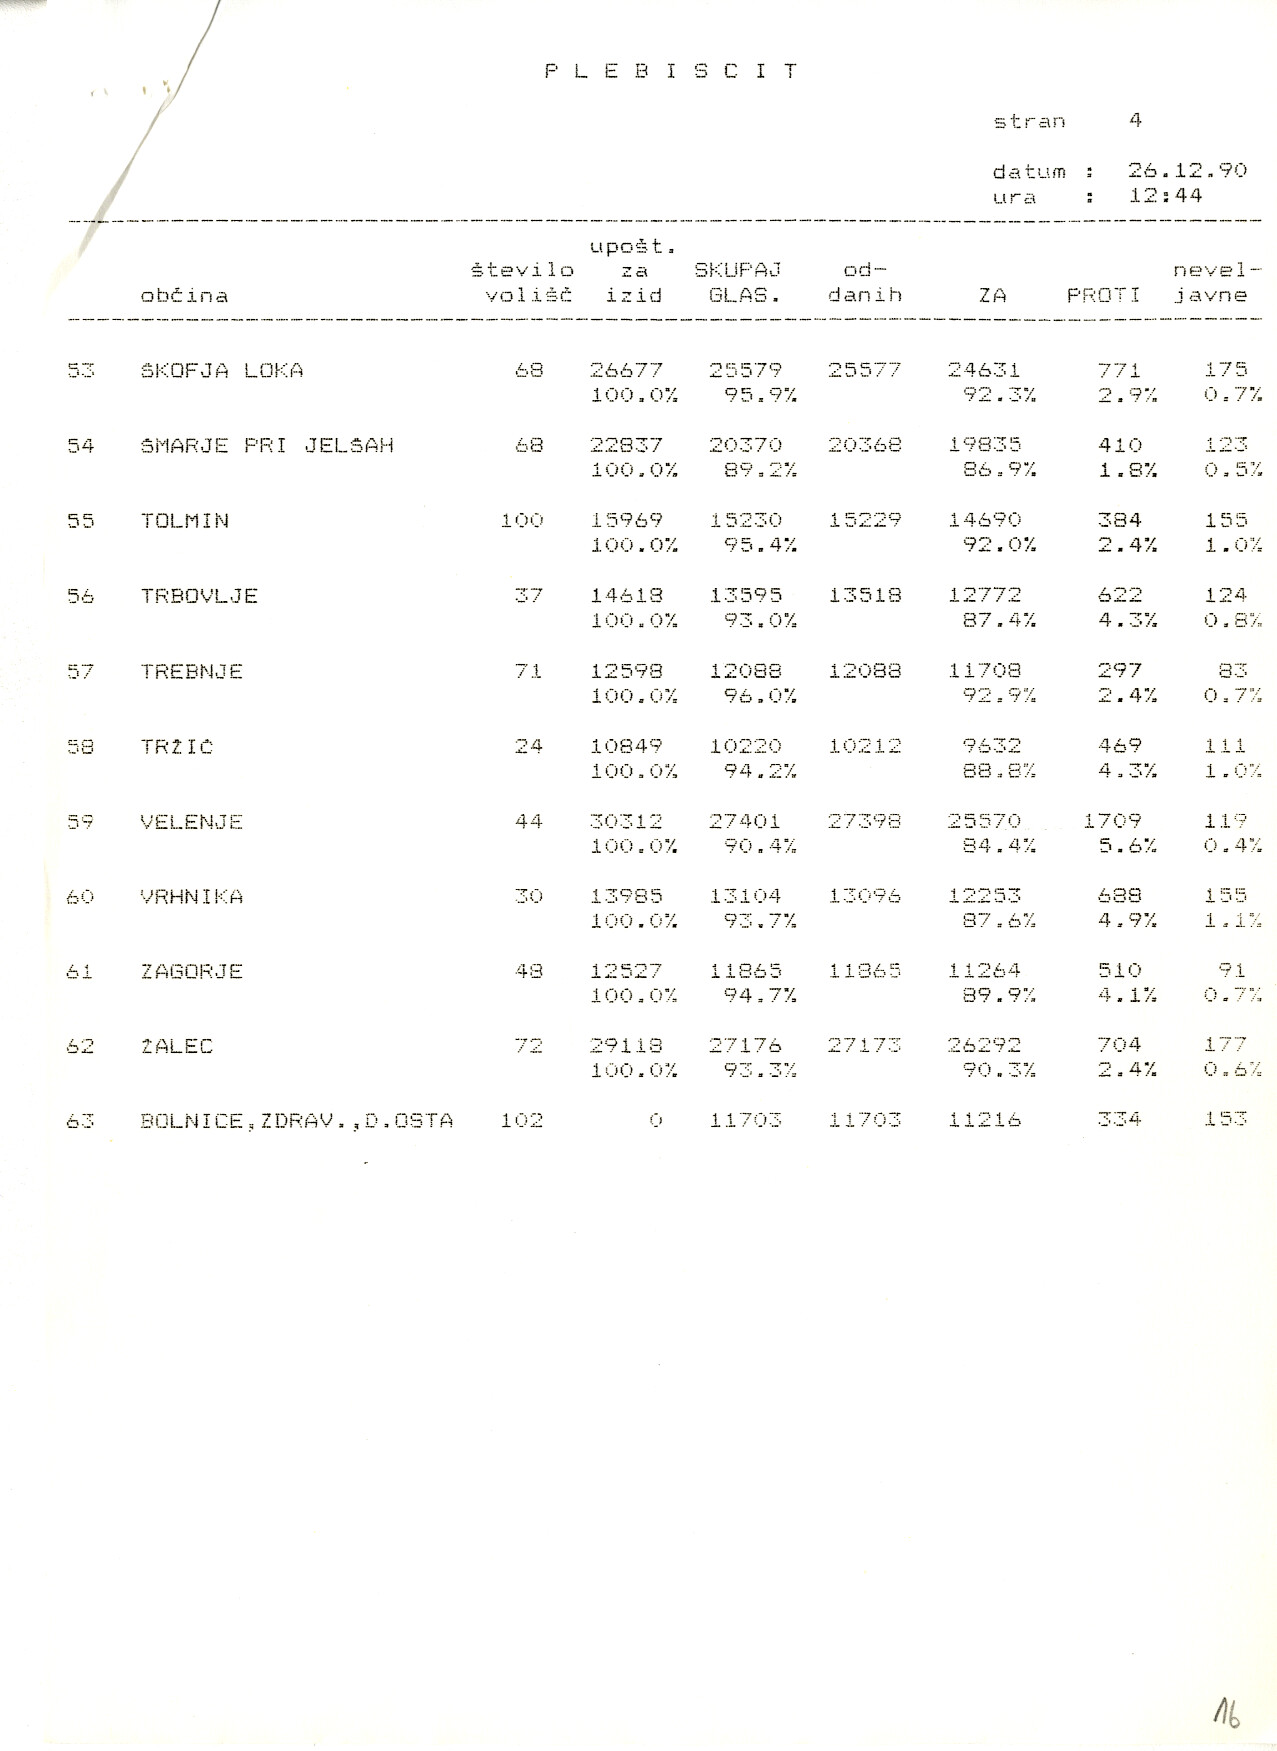 P L E B I S C I T
stran 4
datum : 26.12.90
ura : 12:44
upošt.
število za SKUPAJ od- nevel-
občina volišč izid GLAS. danih ZA PROTI javne
53 ŠKOFJA LOKA 68 26677 25579 25577 24631 771 175
100.0% 95.9% 92.3% 2.9% 0.7%
54 ŠMARJE PRI JELŠAH 68 22837 20370 20368 19835 410 123
100.0% 89.2% 86.9% 1.8% 0.5%
55 TOLMIN 100 15969 15230 15229 14690 384 155
100.0% 95.4% 92.0% 2.4% 1.0%
56 TRBOVLJE 37 14618 13595 13518 12772 622 124
100.0% 93.0% 87.4% 4.3% 0.8%
57 TREBNJE 71 12598 12088 12088 11708 297 83
100.0% 96.0% 92.9% 2.4% 0.7%
58 TRŽIČ 24 10849 10220 10212 9632 469 111
100.0% 94.2% 88.8% 4.3% 1.0%
59 VELENJE 44 30312 27401 27398 25570 1709 119
100.0% 90.4% 84.4% 5.6% 0.4%
60 VRHNIKA 30 13985 13104 13096 12253 688 155
100.0% 93.7% 87.6% 4.9% 1.1%
61 ZAGORJE 48 12527 11865 11865 11264 510 91
100.0% 94.7% 89.9% 4.1% 0.7%
62 ŽALEC 72 29118 27176 27173 26292 704 177
100.0% 93.3% 90.3% 2.4% 0.6%
63 BOLNICE,ZDRAV.,D.OSTA 102 0 11703 11703 11216 334 153
16